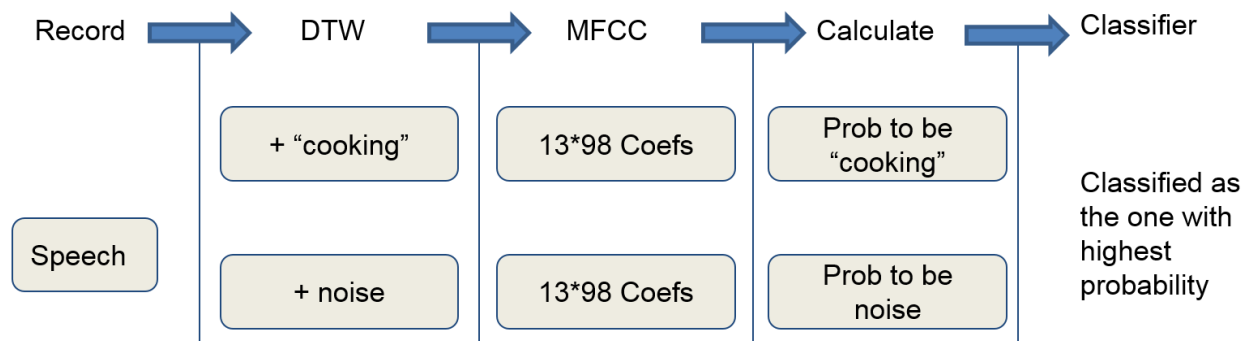 Record
DTW
MFCC
Calculate
Classifier
+ “cooking”
13*98 Coefs
Prob to be
“cooking”
Speech
Classified as
the one with
highest
probability
+ noise
13*98 Coefs
Prob to be
noise